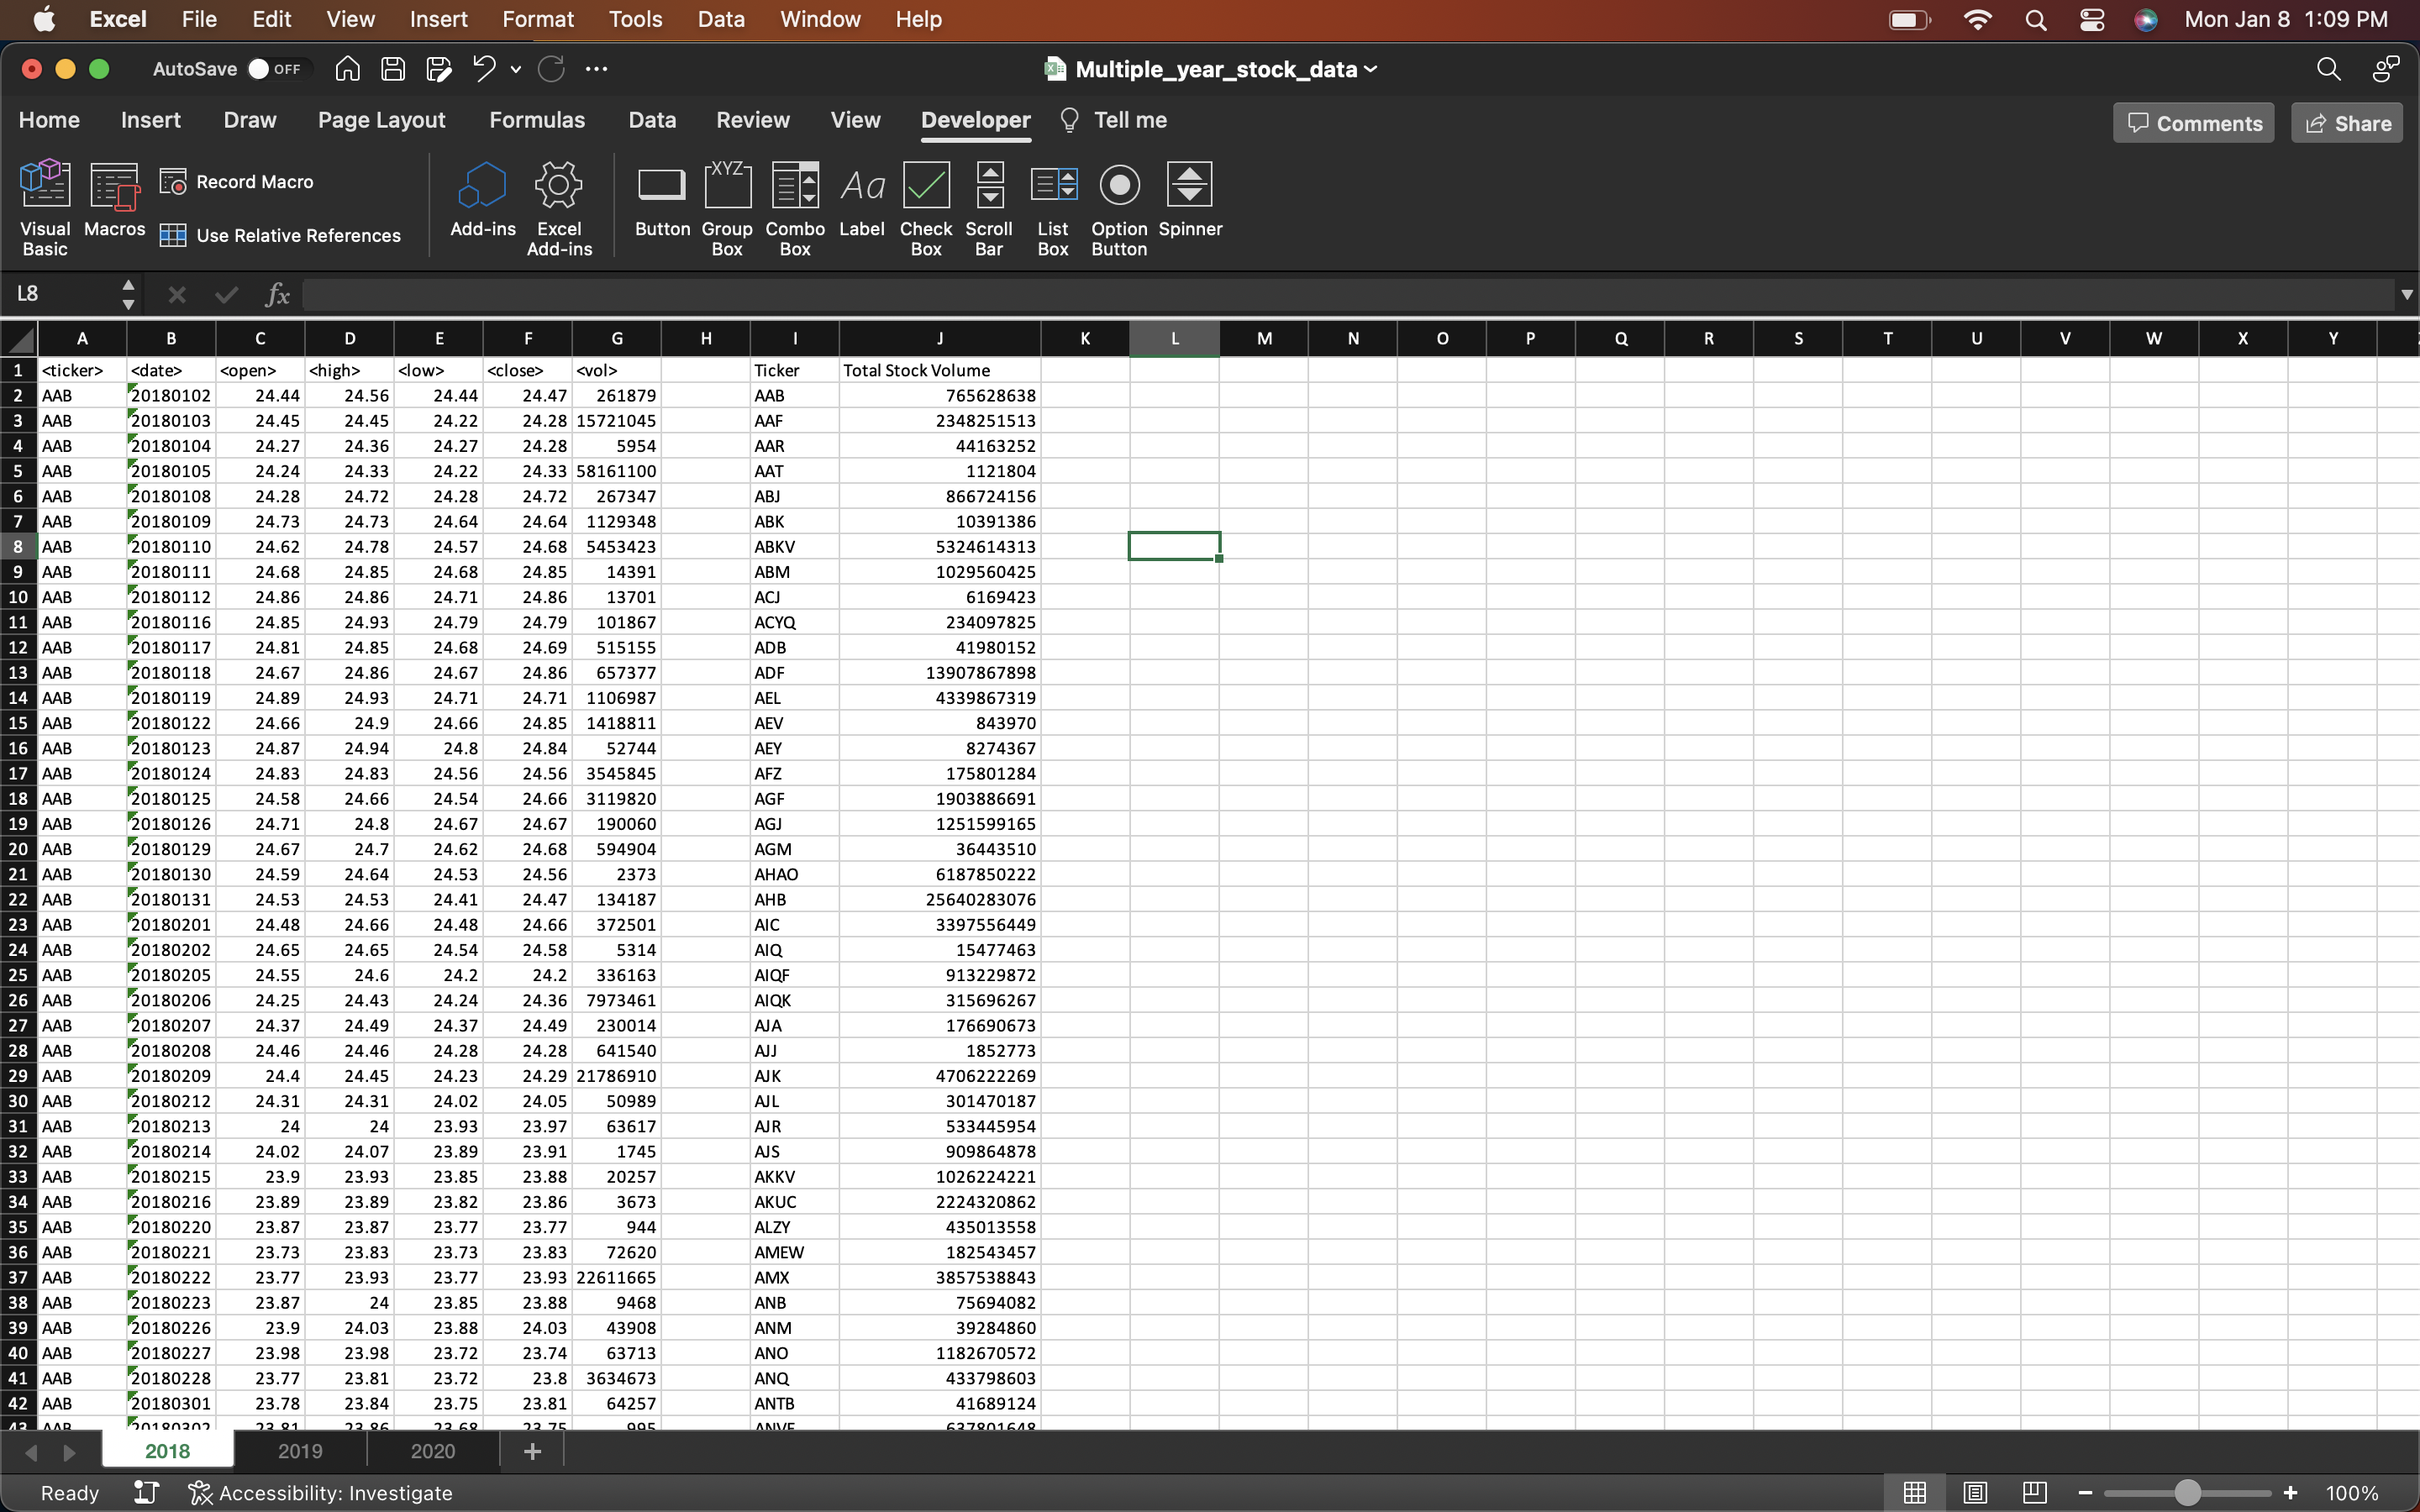 Excel File Edit View Insert Format Tools Data Window Help Mon Jan 8 1:09 PM
AutoSave OFF Multiple_year_stock_data
Home Insert Draw Page Layout Formulas Data Review View Developer Tell me Comments Share
Visual Basic Macros Record Macro Use Relative References Add-ins Excel Add-ins XYZ Button Group Box Combo Box Aa Label Check Box Scroll Bar List Box Option Button Spinner
L8 fx
A B C D E F G H I J K L M N O P Q R S T U V W X Y
1 <ticker> <date> <open> <high> <low> <close> <vol> Ticker Total Stock Volume
2 AAB 20180102 24.44 24.56 24.44 24.47 261879 AAB 765628638
3 AAB 20180103 24.45 24.45 24.22 24.28 15721045 AAF 2348251513
4 AAB 20180104 24.27 24.36 24.27 24.28 5954 AAR 44163252
5 AAB 20180105 24.24 24.33 24.22 24.33 58161100 AAT 1121804
6 AAB 20180108 24.28 24.72 24.28 24.72 267347 ABJ 866724156
7 AAB 20180109 24.73 24.73 24.64 24.64 1129348 ABK 10391386
8 AAB 20180110 24.62 24.78 24.57 24.68 5453423 ABKV 5324614313
9 AAB 20180111 24.68 24.85 24.68 24.85 14391 ABM 1029560425
10 AAB 20180112 24.86 24.86 24.71 24.86 13701 ACJ 6169423
11 AAB 20180116 24.85 24.93 24.79 24.79 101867 ACYQ 234097825
12 AAB 20180117 24.81 24.85 24.68 24.69 515155 ADB 41980152
13 AAB 20180118 24.67 24.86 24.67 24.86 657377 ADF 13907867898
14 AAB 20180119 24.89 24.93 24.71 24.71 1106987 AEL 4339867319
15 AAB 20180122 24.66 24.9 24.66 24.85 1418811 AEV 843970
16 AAB 20180123 24.87 24.94 24.8 24.84 52744 AEY 8274367
17 AAB 20180124 24.83 24.83 24.56 24.56 3545845 AFZ 175801284
18 AAB 20180125 24.58 24.66 24.54 24.66 3119820 AGF 1903886691
19 AAB 20180126 24.71 24.8 24.67 24.67 190060 AGJ 1251599165
20 AAB 20180129 24.67 24.7 24.62 24.68 594904 AGM 36443510
21 AAB 20180130 24.59 24.64 24.53 24.56 2373 AHAO 6187850222
22 AAB 20180131 24.53 24.53 24.41 24.47 134187 AHB 25640283076
23 AAB 20180201 24.48 24.66 24.48 24.66 372501 AIC 3397556449
24 AAB 20180202 24.65 24.65 24.54 24.58 5314 AIQ 15477463
25 AAB 20180205 24.55 24.6 24.2 24.2 336163 AIQF 913229872
26 AAB 20180206 24.25 24.43 24.24 24.36 7973461 AIQK 315696267
27 AAB 20180207 24.37 24.49 24.37 24.49 230014 AJA 176690673
28 AAB 20180208 24.46 24.46 24.28 24.28 641540 AJJ 1852773
29 AAB 20180209 24.4 24.45 24.23 24.29 21786910 AJK 4706222269
30 AAB 20180212 24.31 24.31 24.02 24.05 50989 AJL 301470187
31 AAB 20180213 24 24 23.93 23.97 63617 AJR 533445954
32 AAB 20180214 24.02 24.07 23.89 23.91 1745 AJS 909864878
33 AAB 20180215 23.9 23.93 23.85 23.88 20257 AKKV 1026224221
34 AAB 20180216 23.89 23.89 23.82 23.86 3673 AKUC 2224320862
35 AAB 20180220 23.87 23.87 23.77 23.77 944 ALZY 435013558
36 AAB 20180221 23.73 23.83 23.73 23.83 72620 AMEW 182543457
37 AAB 20180222 23.77 23.93 23.77 23.93 22611665 AMX 3857538843
38 AAB 20180223 23.87 24 23.85 23.88 9468 ANB 75694082
39 AAB 20180226 23.9 24.03 23.88 24.03 43908 ANM 39284860
40 AAB 20180227 23.98 23.98 23.72 23.74 63713 ANO 1182670572
41 AAB 20180228 23.77 23.81 23.72 23.8 3634673 ANQ 433798603
42 AAB 20180301 23.78 23.84 23.75 23.81 64257 ANTB 41689124
43 AAB 20180302 23.81 23.86 23.68 23.75 995 ANVE 637801648
2018 2019 2020 +
Ready Accessibility: Investigate 100%